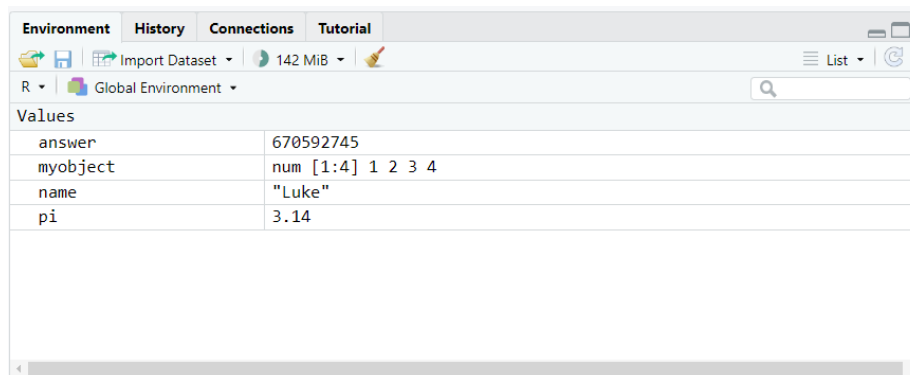 Environment History Connections Tutorial
Import Dataset 142 MiB List
R Global Environment
Values
answer 670592745
myobject num [1:4] 1 2 3 4
name "Luke"
pi 3.14